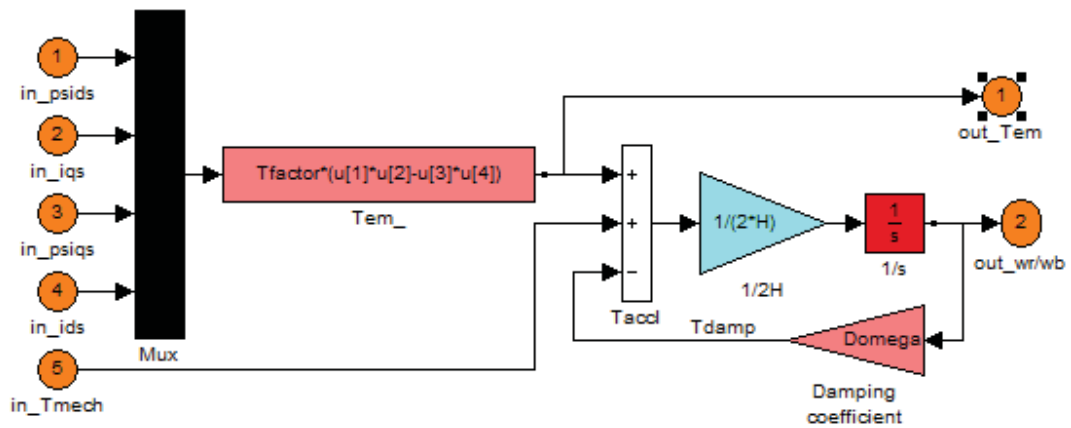 1
in_psids
2
in_iqs
3
in_psiqs
4
in_ids
5
in_Tmech
Mux
Tfactor*(u[1]*u[2]-u[3]*u[4])
Tem_
+
+
−
Taccl
1/(2*H)
1/2H
1
s
1/s
1
out_Tem
2
out_wr/wb
Tdamp
Domega
Damping
coefficient